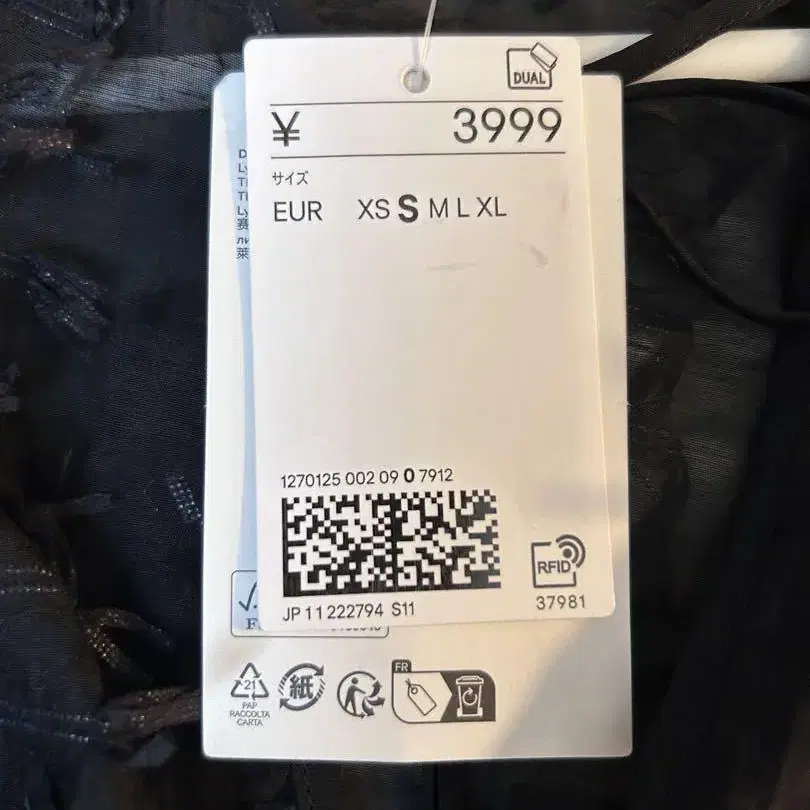 DUAL
¥ 3999
サイズ
EUR XS S M L XL
1270125 002 09 0 7912
RFID
JP 11 222794 S11
37981
21
PAP
RACCOLTA
CARTA
紙
FR